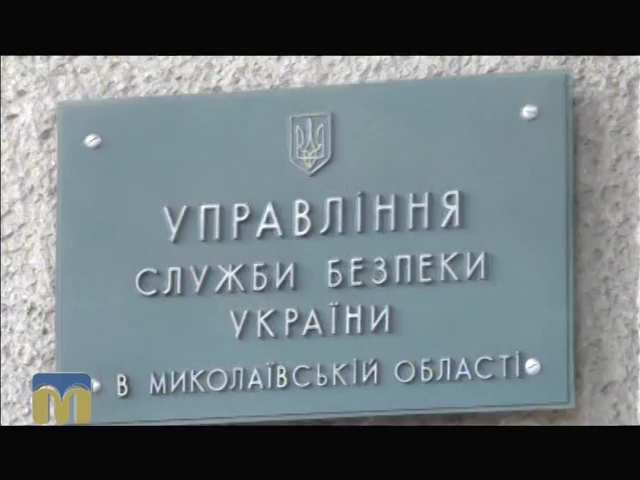 УПРАВЛІННЯ
СЛУЖБИ БЕЗПЕКИ
УКРАЇНИ
В МИКОЛАЇВСЬКІЙ ОБЛАСТІ
M